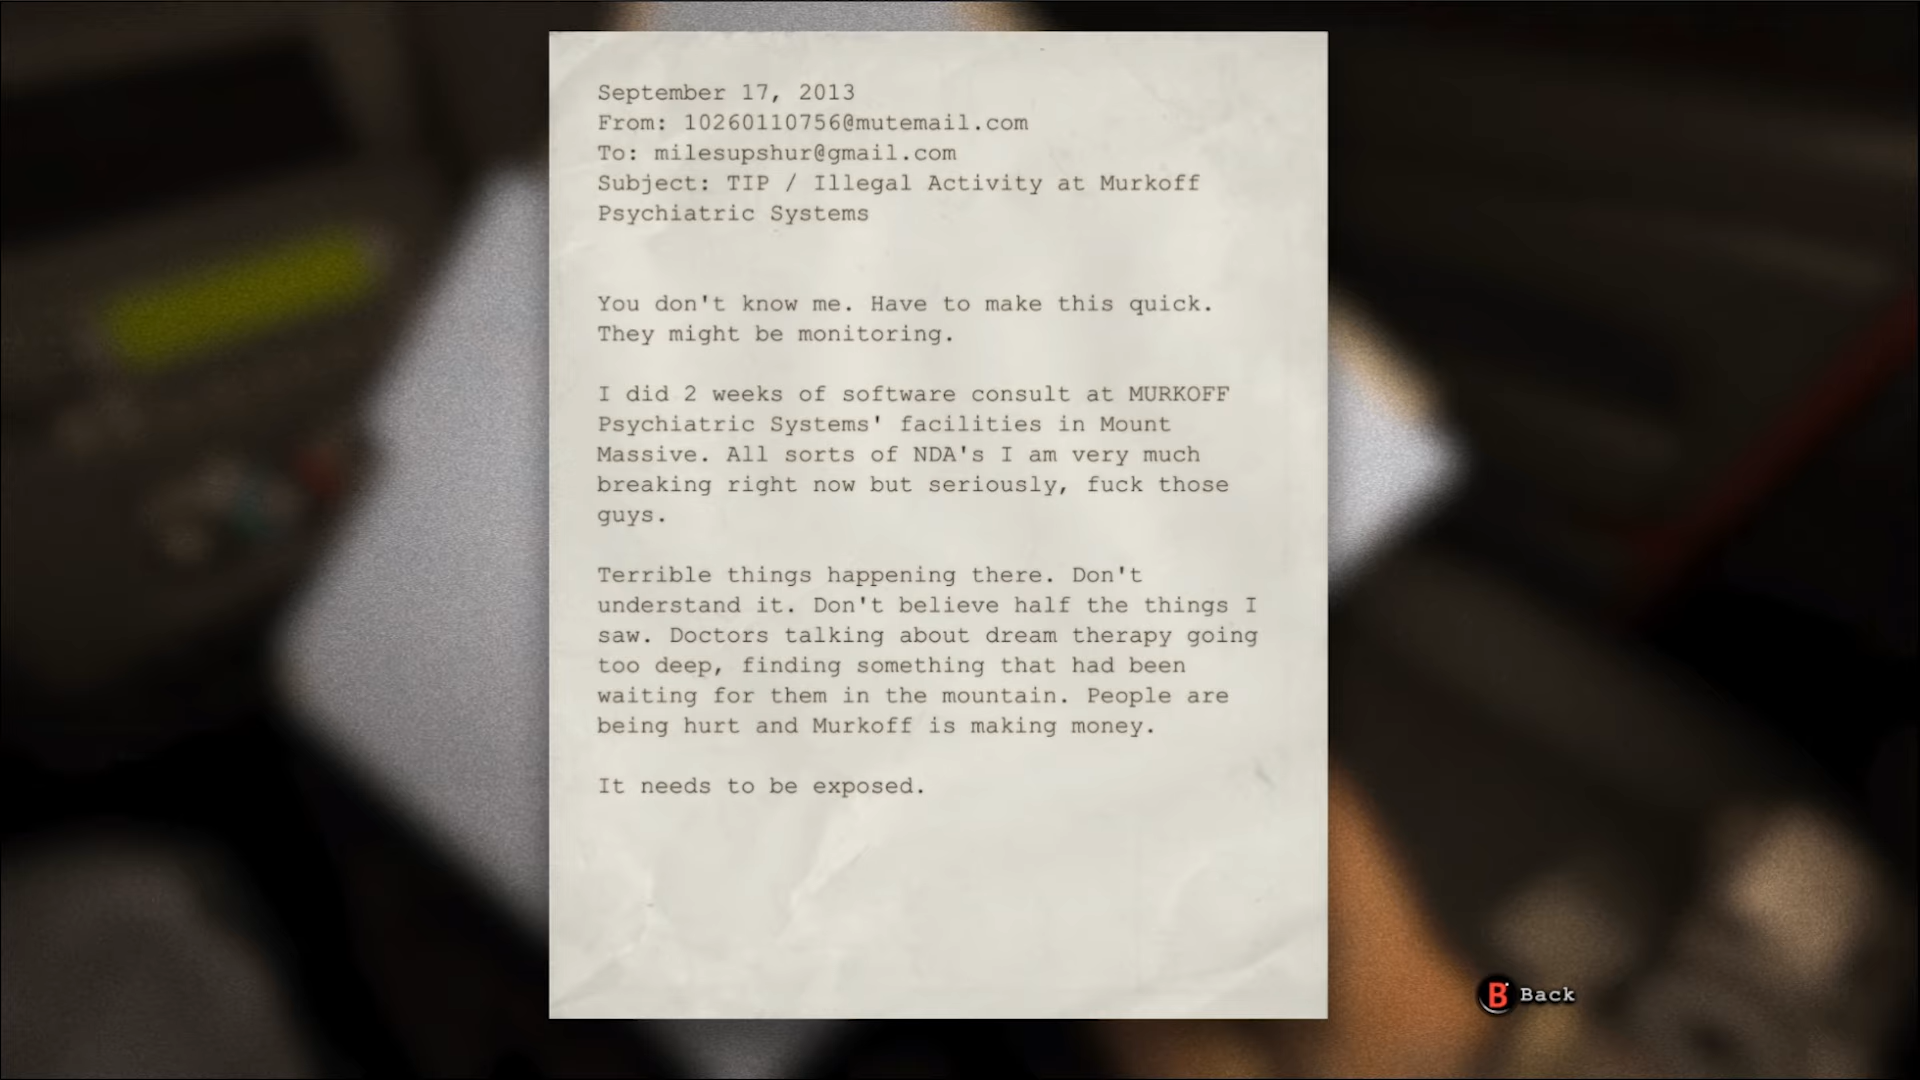 September 17, 2013
From: 10260110756@mutemail.com
To: milesupshur@gmail.com
Subject: TIP / Illegal Activity at Murkoff
Psychiatric Systems
You don't know me. Have to make this quick.
They might be monitoring.
I did 2 weeks of software consult at MURKOFF
Psychiatric Systems' facilities in Mount
Massive. All sorts of NDA's I am very much
breaking right now but seriously, fuck those
guys.
Terrible things happening there. Don't
understand it. Don't believe half the things I
saw. Doctors talking about dream therapy going
too deep, finding something that had been
waiting for them in the mountain. People are
being hurt and Murkoff is making money.
It needs to be exposed.
B Back